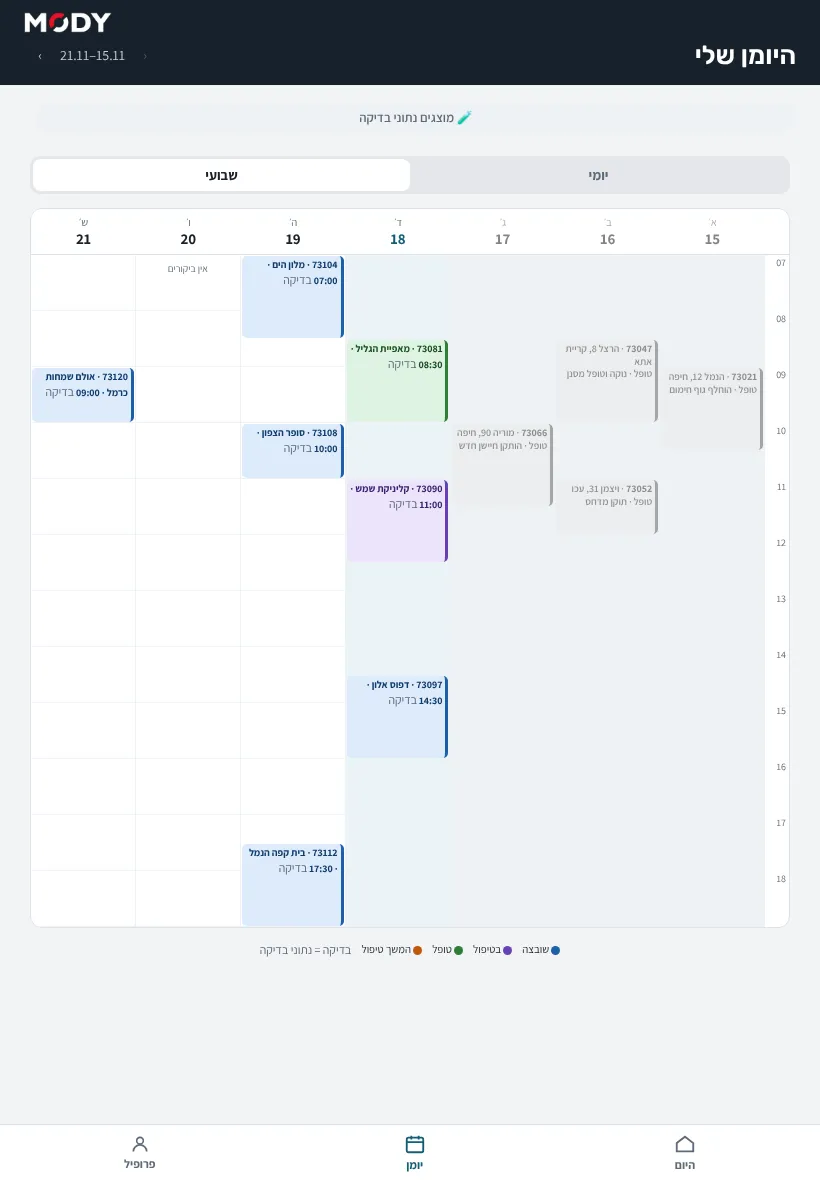 MODY
היומן שלי
‹ 21.11–15.11 ›
🧪 מוצגים נתוני בדיקה
יומי
שבועי
א׳
15
ב׳
16
ג׳
17
ד׳
18
ה׳
19
ו׳
20
ש׳
21
07
08
09
10
11
12
13
14
15
16
17
18
73021 · הנמל 12, חיפה
טופל · הוחלף גוף חימום
73047 · הרצל 8, קריית
אתא
טופל · נוקה וטופל מסנן
73052 · ויצמן 31, עכו
טופל · תוקן מדחס
73066 · מוריה 90, חיפה
טופל · הותקן חיישן חדש
73081 · מאפיית הגליל ·
08:30 בדיקה
73090 · קליניקת שמש ·
11:00 בדיקה
73097 · דפוס אלון ·
14:30 בדיקה
73104 · מלון הים ·
07:00 בדיקה
73108 · סופר הצפון ·
10:00 בדיקה
73112 · בית קפה הנמל
· 17:30 בדיקה
אין ביקורים
73120 · אולם שמחות
כרמל · 09:00 בדיקה
שובצה
בטיפול
טופל
המשך טיפול
בדיקה = נתוני בדיקה
היום
יומן
פרופיל